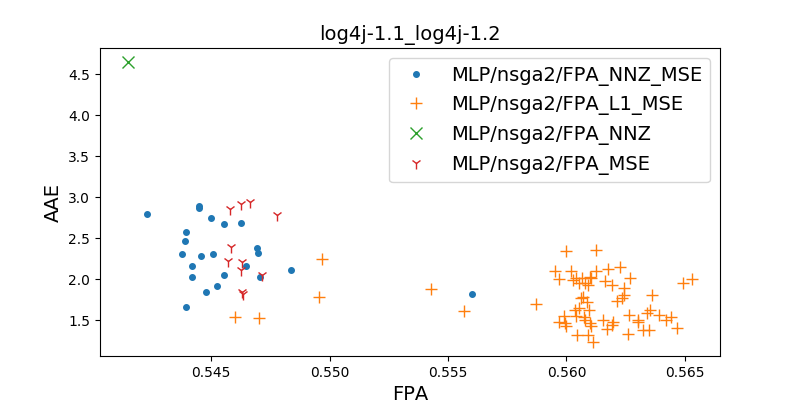 log4j-1.1_log4j-1.2
MLP/nsga2/FPA_NNZ_MSE
MLP/nsga2/FPA_L1_MSE
MLP/nsga2/FPA_NNZ
MLP/nsga2/FPA_MSE
AAE
4.5
4.0
3.5
3.0
2.5
2.0
1.5
0.545 0.550 0.555 0.560 0.565
FPA